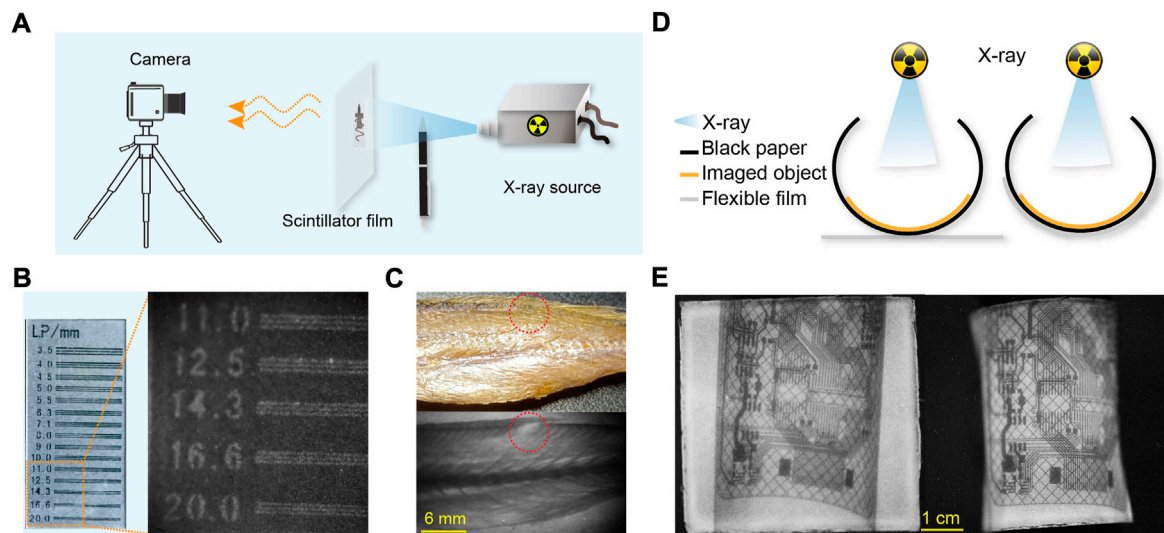 A
Camera
Scintillator film
X-ray source
B
LP/mm
3.5
4.0
4.5
5.0
5.6
6.3
7.1
8.0
9.0
10.0
11.0
12.5
14.3
16.6
20.0
11.0
12.5
14.3
16.6
20.0
C
6 mm
D
X-ray
X-ray
Black paper
Imaged object
Flexible film
E
1 cm